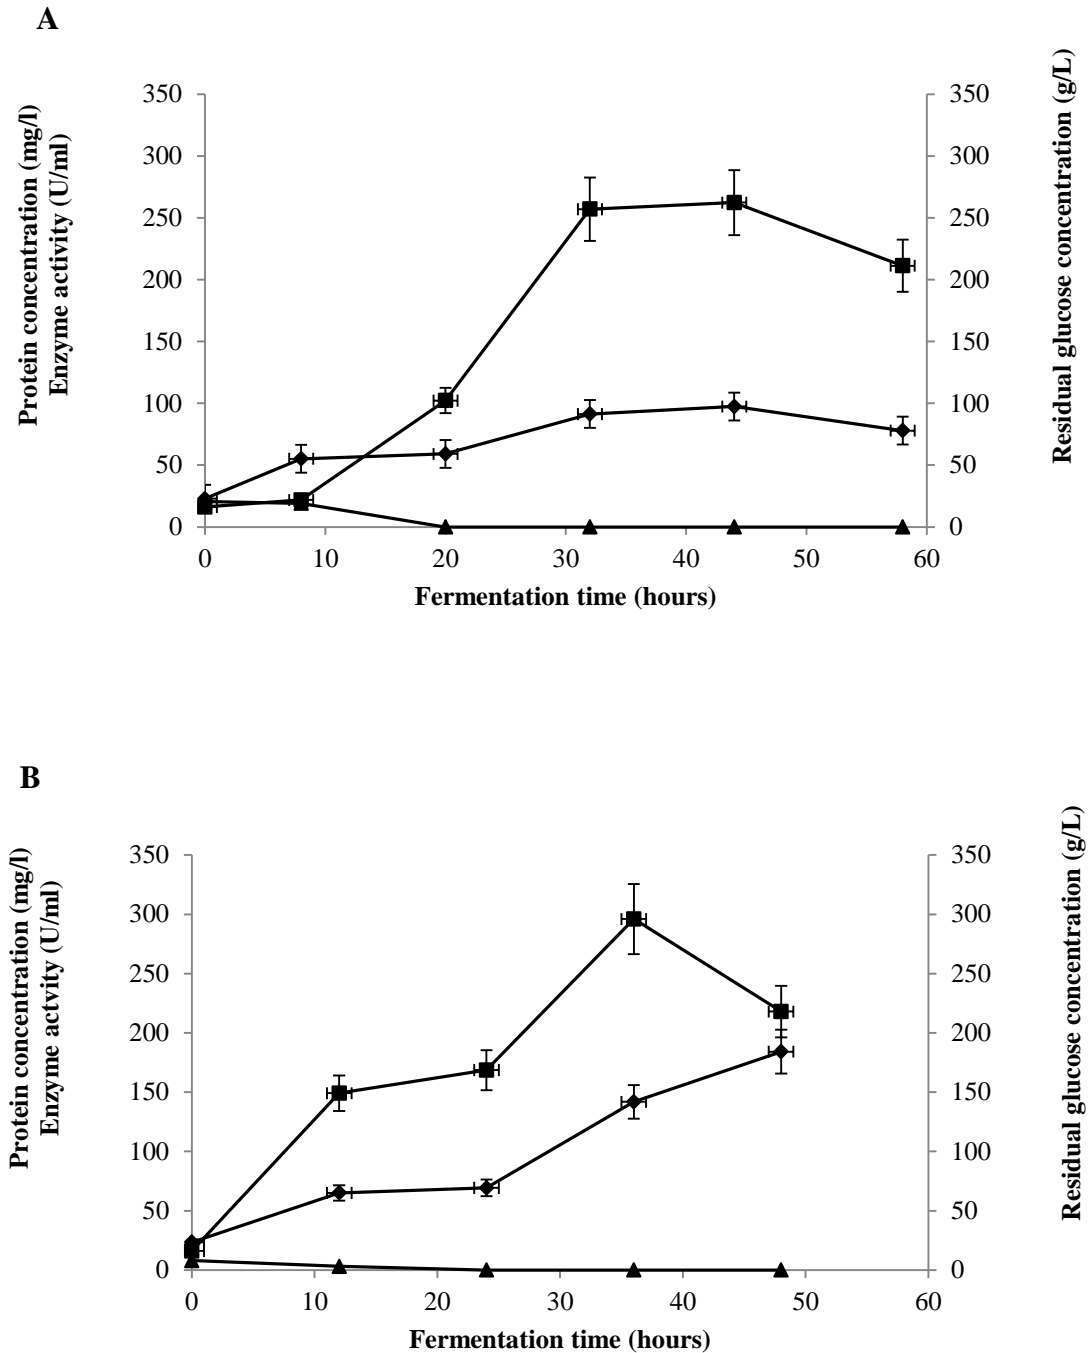 A
Protein concentration (mg/l)
Enzyme activity (U/ml)
350
300
250
200
150
100
50
0
350
300
250
200
150
100
50
0
Residual glucose concentration (g/L)
0 10 20 30 40 50 60
Fermentation time (hours)
B
Protein concentration (mg/l)
Enzyme actvity (U/ml)
350
300
250
200
150
100
50
0
350
300
250
200
150
100
50
0
Residual glucose concentration (g/L)
0 10 20 30 40 50 60
Fermentation time (hours)